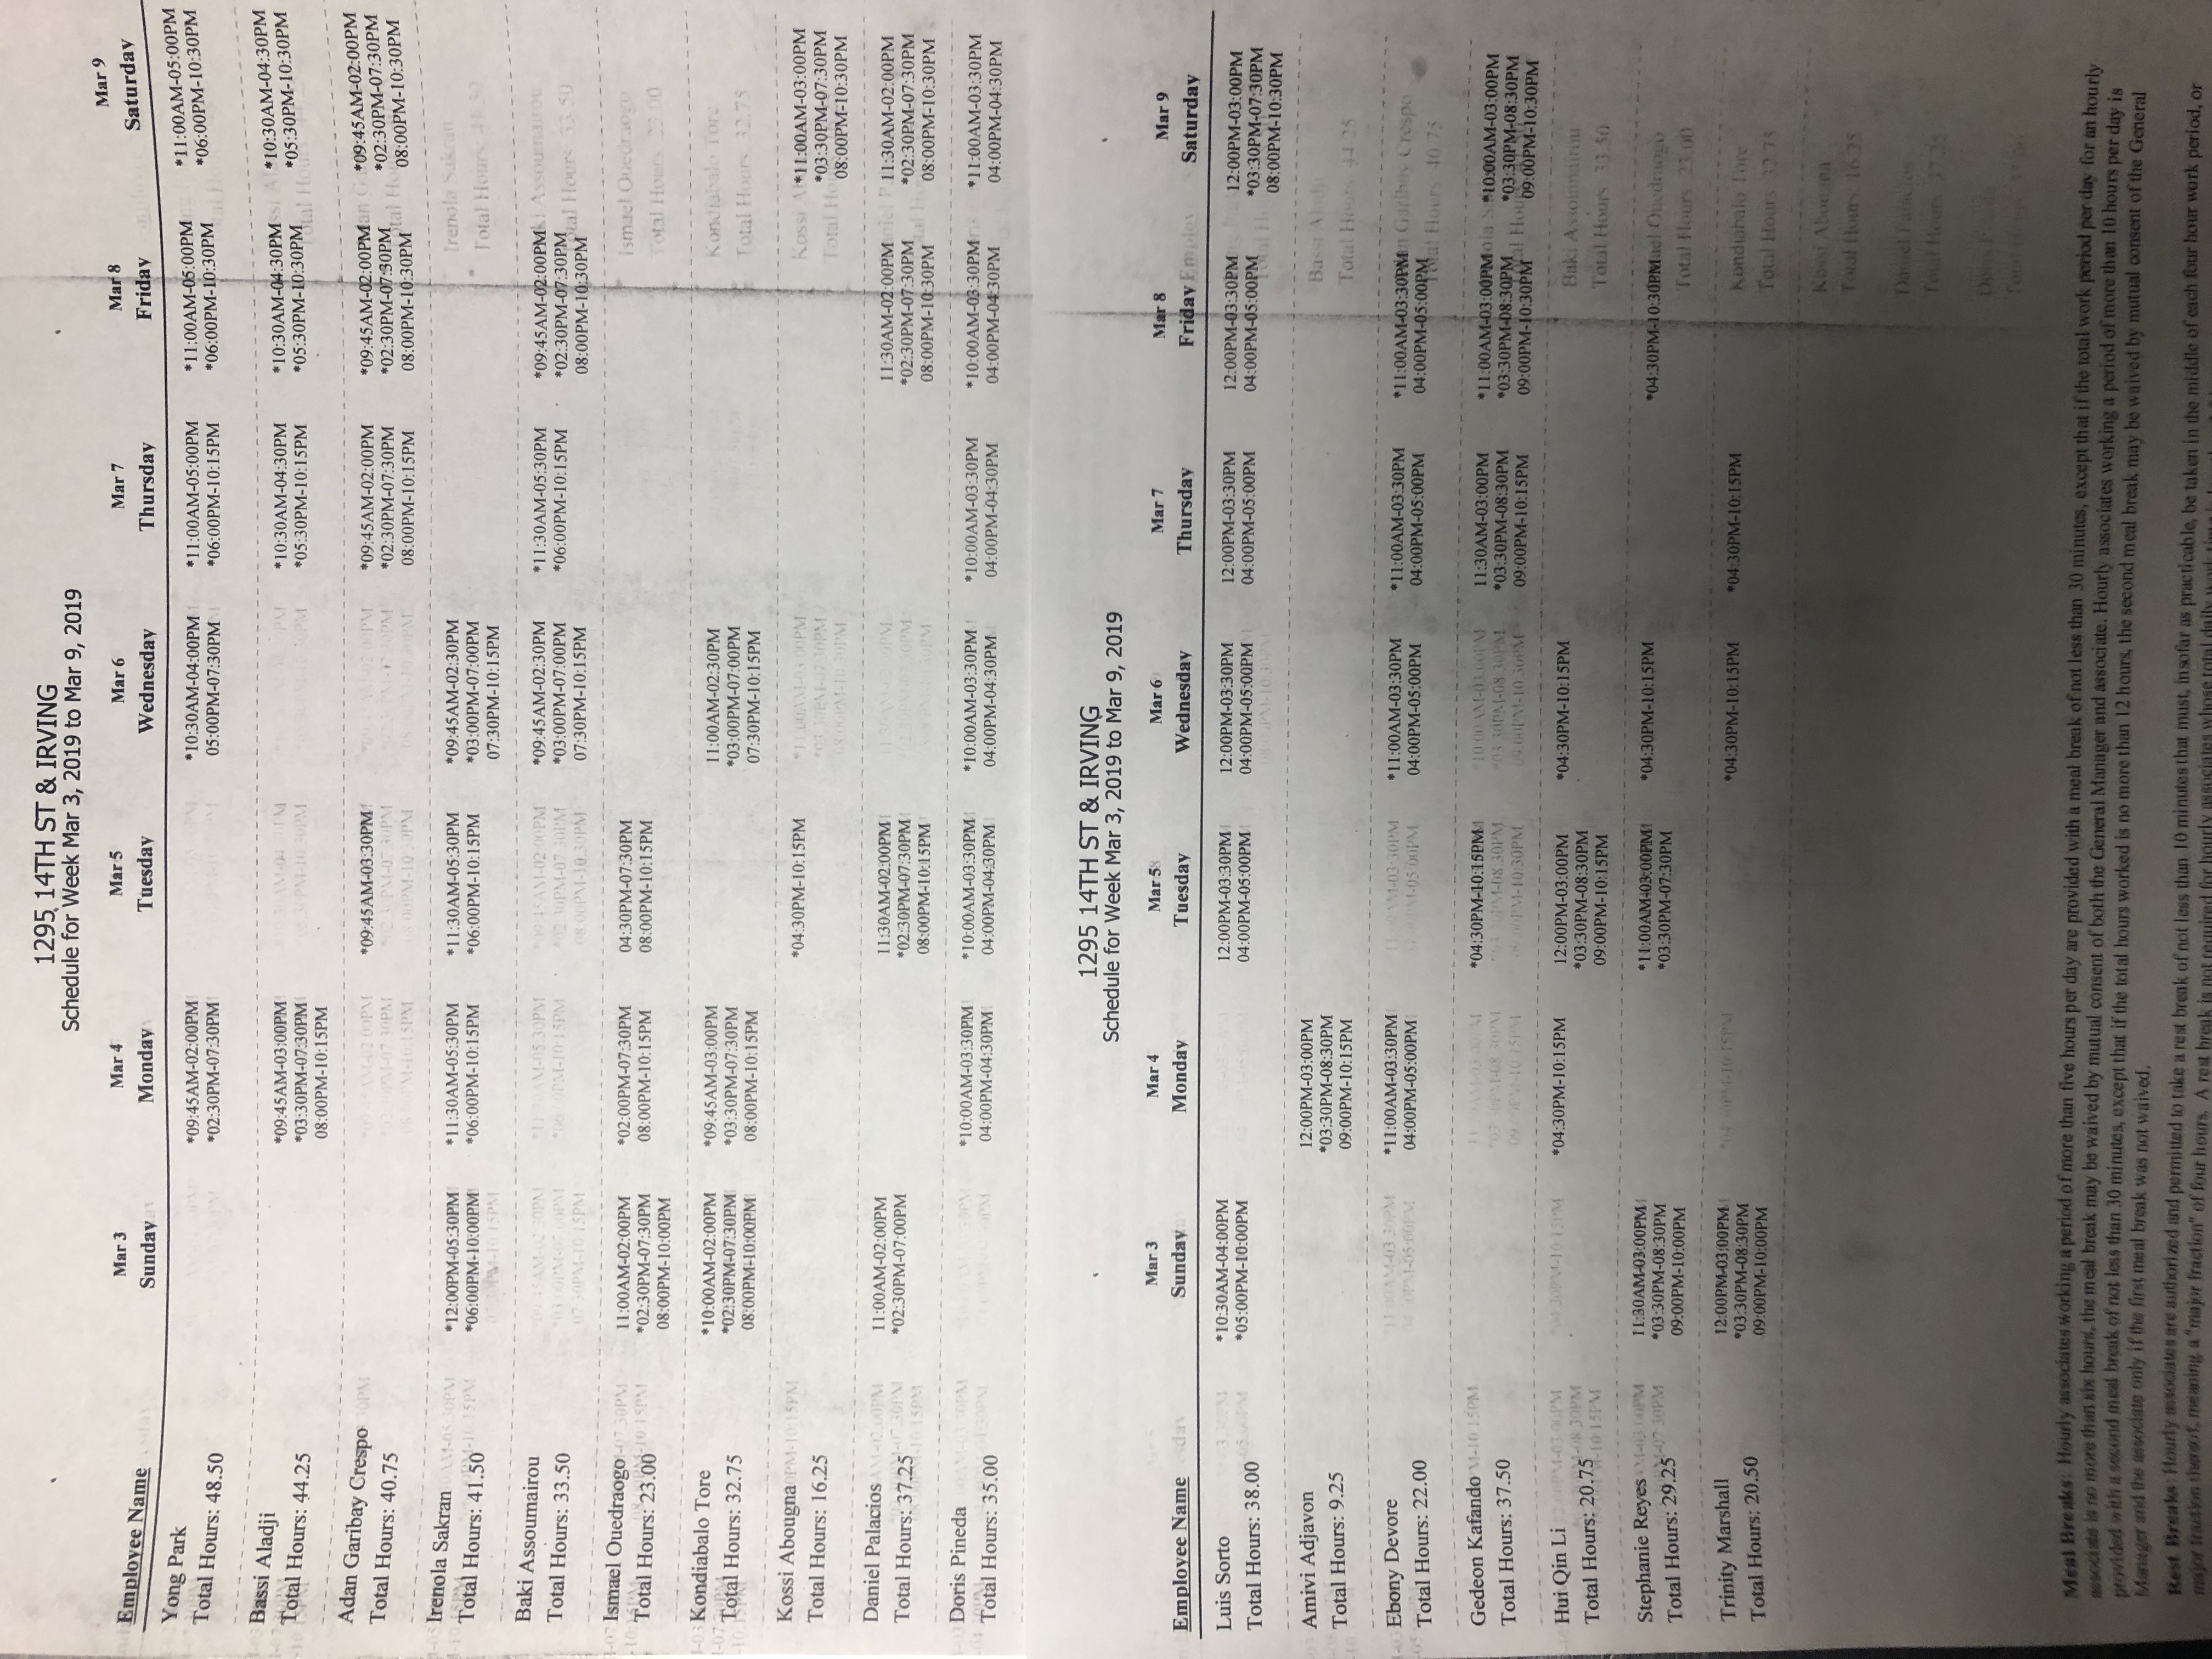 1295 14TH ST & IRVING
Schedule for Week Mar 3, 2019 to Mar 9, 2019
Mar 3 Mar 4 Mar 5 Mar 6 Mar 7 Mar 8 Mar 9
Employee Name Sunday Monday Tuesday Wednesday Thursday Friday Saturday
Yong Park *09:45AM-02:00PM *10:30AM-04:00PM *11:00AM-05:00PM *11:00AM-05:00PM *11:00AM-05:00PM
Total Hours: 48.50 *02:30PM-07:30PM 05:00PM-07:30PM *06:00PM-10:15PM *06:00PM-10:30PM *06:00PM-10:30PM
Bassi Aladji *09:45AM-03:00PM *10:30AM-04:30PM *10:30AM-04:30PM *10:30AM-04:30PM
Total Hours: 44.25 *03:30PM-07:30PM *05:30PM-10:15PM *05:30PM-10:30PM *05:30PM-10:30PM
08:00PM-10:15PM
Adan Garibay Crespo *09:45AM-03:30PM *09:45AM-02:00PM *09:45AM-02:00PM *09:45AM-02:00PM
Total Hours: 40.75 *02:30PM-07:30PM *02:30PM-07:30PM *02:30PM-07:30PM
08:00PM-10:15PM 08:00PM-10:30PM 08:00PM-10:30PM
Irenola Sakran *12:00PM-05:30PM *11:30AM-05:30PM *11:30AM-05:30PM *09:45AM-02:30PM
Total Hours: 41.50 *06:00PM-10:00PM *06:00PM-10:15PM *06:00PM-10:15PM *03:00PM-07:00PM
07:30PM-10:15PM
Baki Assoumairou *09:45AM-02:30PM *11:30AM-05:30PM *09:45AM-02:00PM
Total Hours: 33.50 *03:00PM-07:00PM *06:00PM-10:15PM *02:30PM-07:30PM
07:30PM-10:15PM 08:00PM-10:30PM
Ismael Ouedraogo 11:00AM-02:00PM *02:00PM-07:30PM 04:30PM-07:30PM
Total Hours: 23.00 *02:30PM-07:30PM 08:00PM-10:15PM 08:00PM-10:15PM
08:00PM-10:00PM
Kondiabalo Tore *10:00AM-02:00PM *09:45AM-03:00PM 11:00AM-02:30PM
Total Hours: 32.75 *02:30PM-07:30PM *03:30PM-07:30PM *03:00PM-07:00PM
08:00PM-10:00PM 08:00PM-10:15PM 07:30PM-10:15PM
Kossi Abougna *04:30PM-10:15PM *11:00AM-03:00PM
Total Hours: 16.25 *03:30PM-07:30PM
08:00PM-10:30PM
Daniel Palacios 11:00AM-02:00PM 11:30AM-02:00PM 11:30AM-02:00PM 11:30AM-02:00PM
Total Hours: 37.25 *02:30PM-07:00PM *02:30PM-07:30PM *02:30PM-07:30PM *02:30PM-07:30PM
08:00PM-10:15PM 08:00PM-10:30PM 08:00PM-10:30PM
Doris Pineda *10:00AM-03:30PM *10:00AM-03:30PM *10:00AM-03:30PM *10:00AM-03:30PM *10:00AM-03:30PM *11:00AM-03:30PM
Total Hours: 35.00 04:00PM-04:30PM 04:00PM-04:30PM 04:00PM-04:30PM 04:00PM-04:30PM 04:00PM-04:30PM 04:00PM-04:30PM
1295 14TH ST & IRVING
Schedule for Week Mar 3, 2019 to Mar 9, 2019
Mar 3 Mar 4 Mar 5 Mar 6 Mar 7 Mar 8 Mar 9
Employee Name Sunday Monday Tuesday Wednesday Thursday Friday Saturday
Luis Sorto *10:30AM-04:00PM 12:00PM-03:30PM 12:00PM-03:30PM 12:00PM-03:30PM 12:00PM-03:30PM 12:00PM-03:00PM
Total Hours: 38.00 *05:00PM-10:00PM 04:00PM-05:00PM 04:00PM-05:00PM 04:00PM-05:00PM 04:00PM-05:00PM *03:30PM-07:30PM
08:00PM-10:30PM
Amivi Adjavon 12:00PM-03:00PM
Total Hours: 9.25 *03:30PM-08:30PM
09:00PM-10:15PM
Ebony Devore *11:00AM-03:30PM *11:00AM-03:30PM *11:00AM-03:30PM *11:00AM-03:30PM
Total Hours: 22.00 04:00PM-05:00PM 04:00PM-05:00PM 04:00PM-05:00PM 04:00PM-05:00PM
Gedeon Kafando *04:30PM-10:15PM 11:30AM-03:00PM *11:00AM-03:00PM *10:00AM-03:00PM
Total Hours: 37.50 *03:30PM-08:30PM *03:30PM-08:30PM *03:30PM-08:30PM
09:00PM-10:15PM 09:00PM-10:30PM 09:00PM-10:30PM
Hui Qin Li *04:30PM-10:15PM 12:00PM-03:00PM *04:30PM-10:15PM
Total Hours: 20.75 *03:30PM-08:30PM
09:00PM-10:15PM
Stephanie Reyes 11:30AM-03:00PM *11:00AM-03:00PM *04:30PM-10:15PM *04:30PM-10:30PM
Total Hours: 29.25 *03:30PM-08:30PM *03:30PM-07:30PM
09:00PM-10:00PM
Trinity Marshall 12:00PM-03:00PM *04:30PM-10:15PM *04:30PM-10:15PM
Total Hours: 20.50 *03:30PM-08:30PM
09:00PM-10:00PM
Meal Breaks: Hourly associates working a period of more than five hours per day are provided with a meal break of not less than 30 minutes, except that if the total work period per day for an hourly
associate is no more than six hours, the meal break may be waived by mutual consent of both the General Manager and associate. Hourly associates working a period of more than 10 hours per day is
provided with a second meal break of not less than 30 minutes, except that if the total hours worked is no more than 12 hours, the second meal break may be waived by mutual consent of the General
Manager and the associate only if the first meal break was not waived.
Rest Breaks: Hourly associates are authorized and permitted to take a rest break of not less than 10 minutes that must, insofar as practicable, be taken in the middle of each four hour work period, or
major fraction thereof, meaning a "major fraction" of four hours. A rest break is not required for hourly associates whose total daily work time is